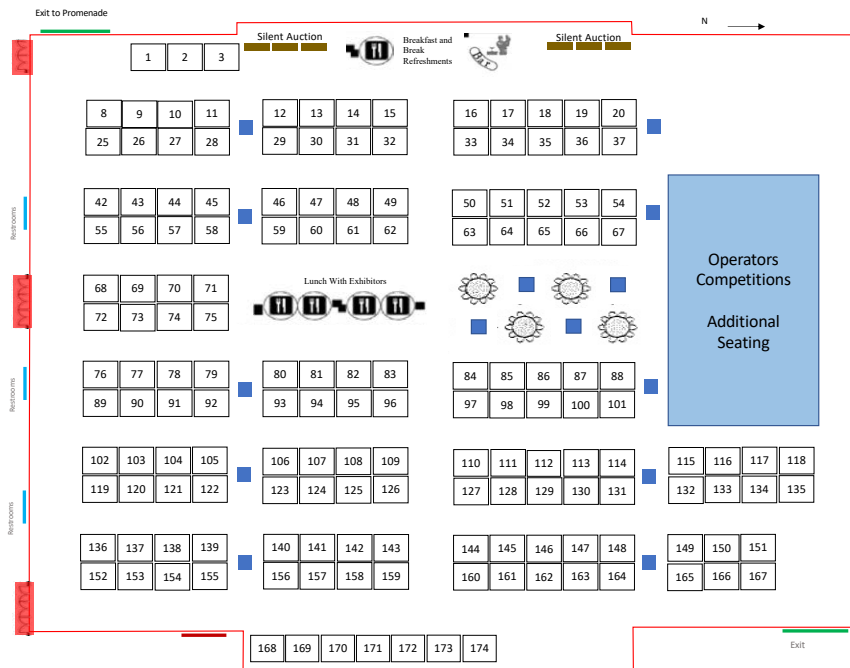 Exit to Promenade
N
Silent Auction
Breakfast and
Break
Refreshments
Bar
Silent Auction
1 2 3
8 9 10 11 12 13 14 15 16 17 18 19 20
25 26 27 28 29 30 31 32 33 34 35 36 37
Restrooms
42 43 44 45 46 47 48 49 50 51 52 53 54
55 56 57 58 59 60 61 62 63 64 65 66 67
Operators
Competitions
Additional
Seating
68 69 70 71
72 73 74 75
Lunch With Exhibitors
Restrooms
76 77 78 79 80 81 82 83 84 85 86 87 88
89 90 91 92 93 94 95 96 97 98 99 100 101
102 103 104 105 106 107 108 109 110 111 112 113 114 115 116 117 118
119 120 121 122 123 124 125 126 127 128 129 130 131 132 133 134 135
Restrooms
136 137 138 139 140 141 142 143 144 145 146 147 148 149 150 151
152 153 154 155 156 157 158 159 160 161 162 163 164 165 166 167
168 169 170 171 172 173 174
Exit